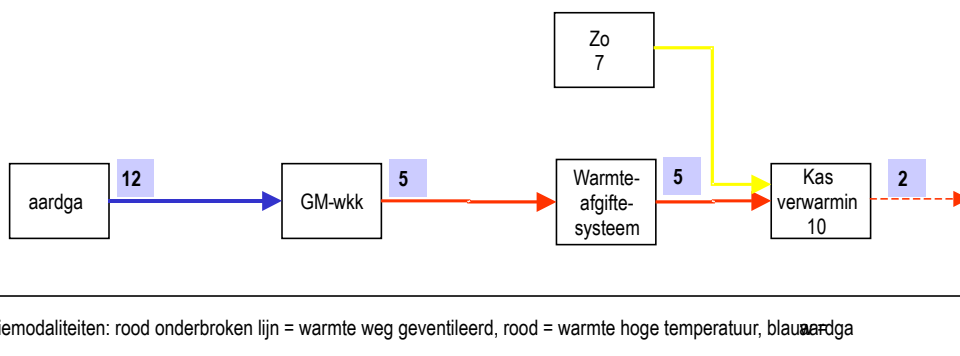 Zo
7
12
5
5
2
aardga
GM-wkk
Warmte-
afgifte-
systeem
Kas
verwarmin
10
iemodaliteiten: rood onderbroken lijn = warmte weg geventileerd, rood = warmte hoge temperatuur, blauw = aardga